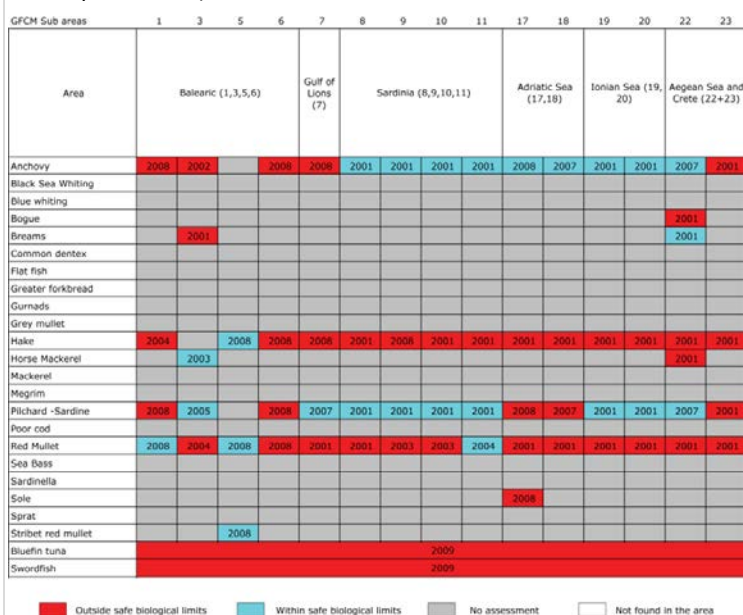 GFCM Sub areas 1 3 5 6 7 8 9 10 11 17 18 19 20 22 23
Area Balearic (1,3,5,6) Gulf of Lions (7) Sardinia (8,9,10,11) Adriatic Sea (17,18) Ionian Sea (19, 20) Aegean Sea and Crete (22+23)
Anchovy 2008 2002 2008 2008 2001 2001 2001 2001 2008 2007 2001 2001 2007 2001
Black Sea Whiting
Blue whiting
Bogue 2001
Breams 2001 2001
Common dentex
Flat fish
Greater forkbread
Gurnads
Grey mullet
Hake 2004 2008 2008 2008 2001 2008 2001 2001 2001 2001 2001 2001 2001 2001
Horse Mackerel 2003 2001
Mackerel
Megrim
Pilchard -Sardine 2008 2005 2008 2007 2001 2001 2001 2001 2008 2007 2001 2001 2007 2001
Poor cod
Red Mullet 2008 2004 2008 2008 2001 2001 2003 2003 2004 2001 2001 2001 2001 2001 2001
Sea Bass
Sardinella
Sole 2008
Sprat
Stribet red mullet 2008
Bluefin tuna 2009
Swordfish 2009
Outside safe biological limits Within safe biological limits No assessment Not found in the area